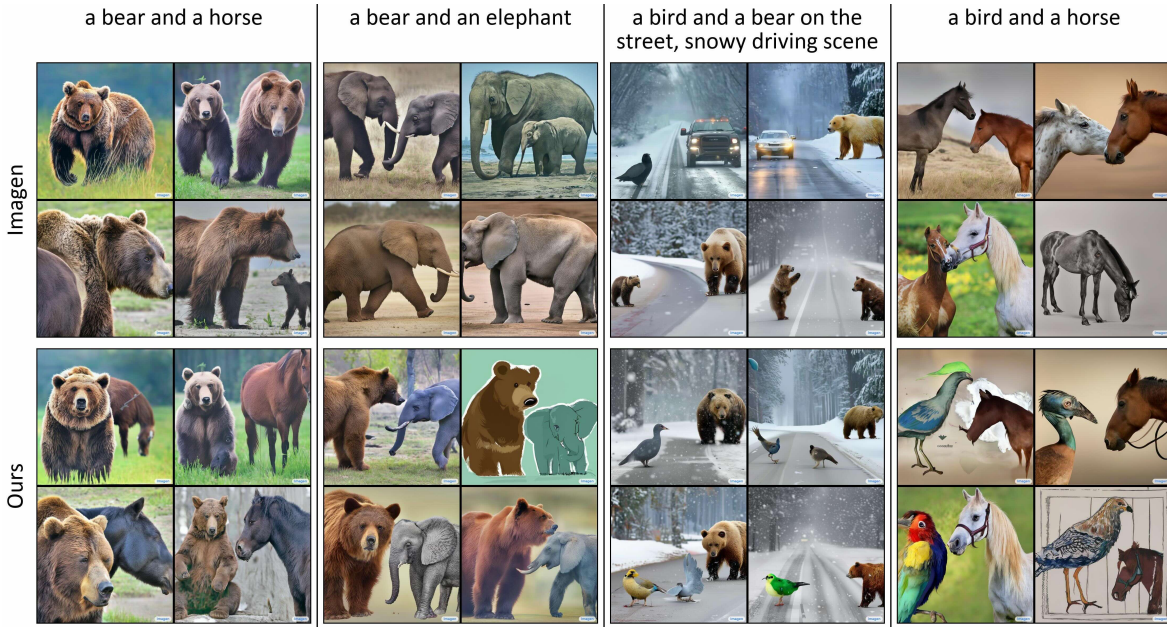 a bear and a horse
a bear and an elephant
a bird and a bear on the
street, snowy driving scene
a bird and a horse
Imagen
Ours